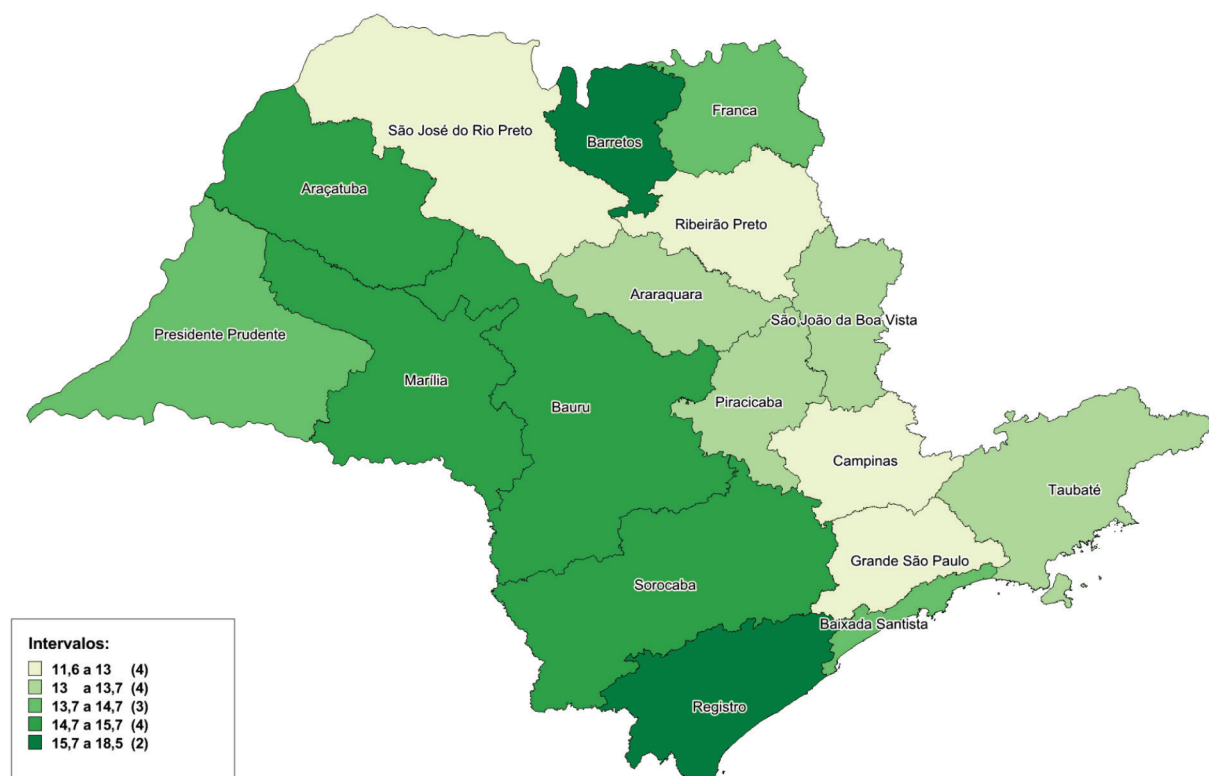 São José do Rio Preto
Barretos
Franca
Araçatuba
Ribeirão Preto
Araraquara
São João da Boa Vista
Presidente Prudente
Marília
Bauru
Piracicaba
Campinas
Taubaté
Grande São Paulo
Sorocaba
Baixada Santista
Registro
Intervalos:
11,6 a 13 (4)
13 a 13,7 (4)
13,7 a 14,7 (3)
14,7 a 15,7 (4)
15,7 a 18,5 (2)